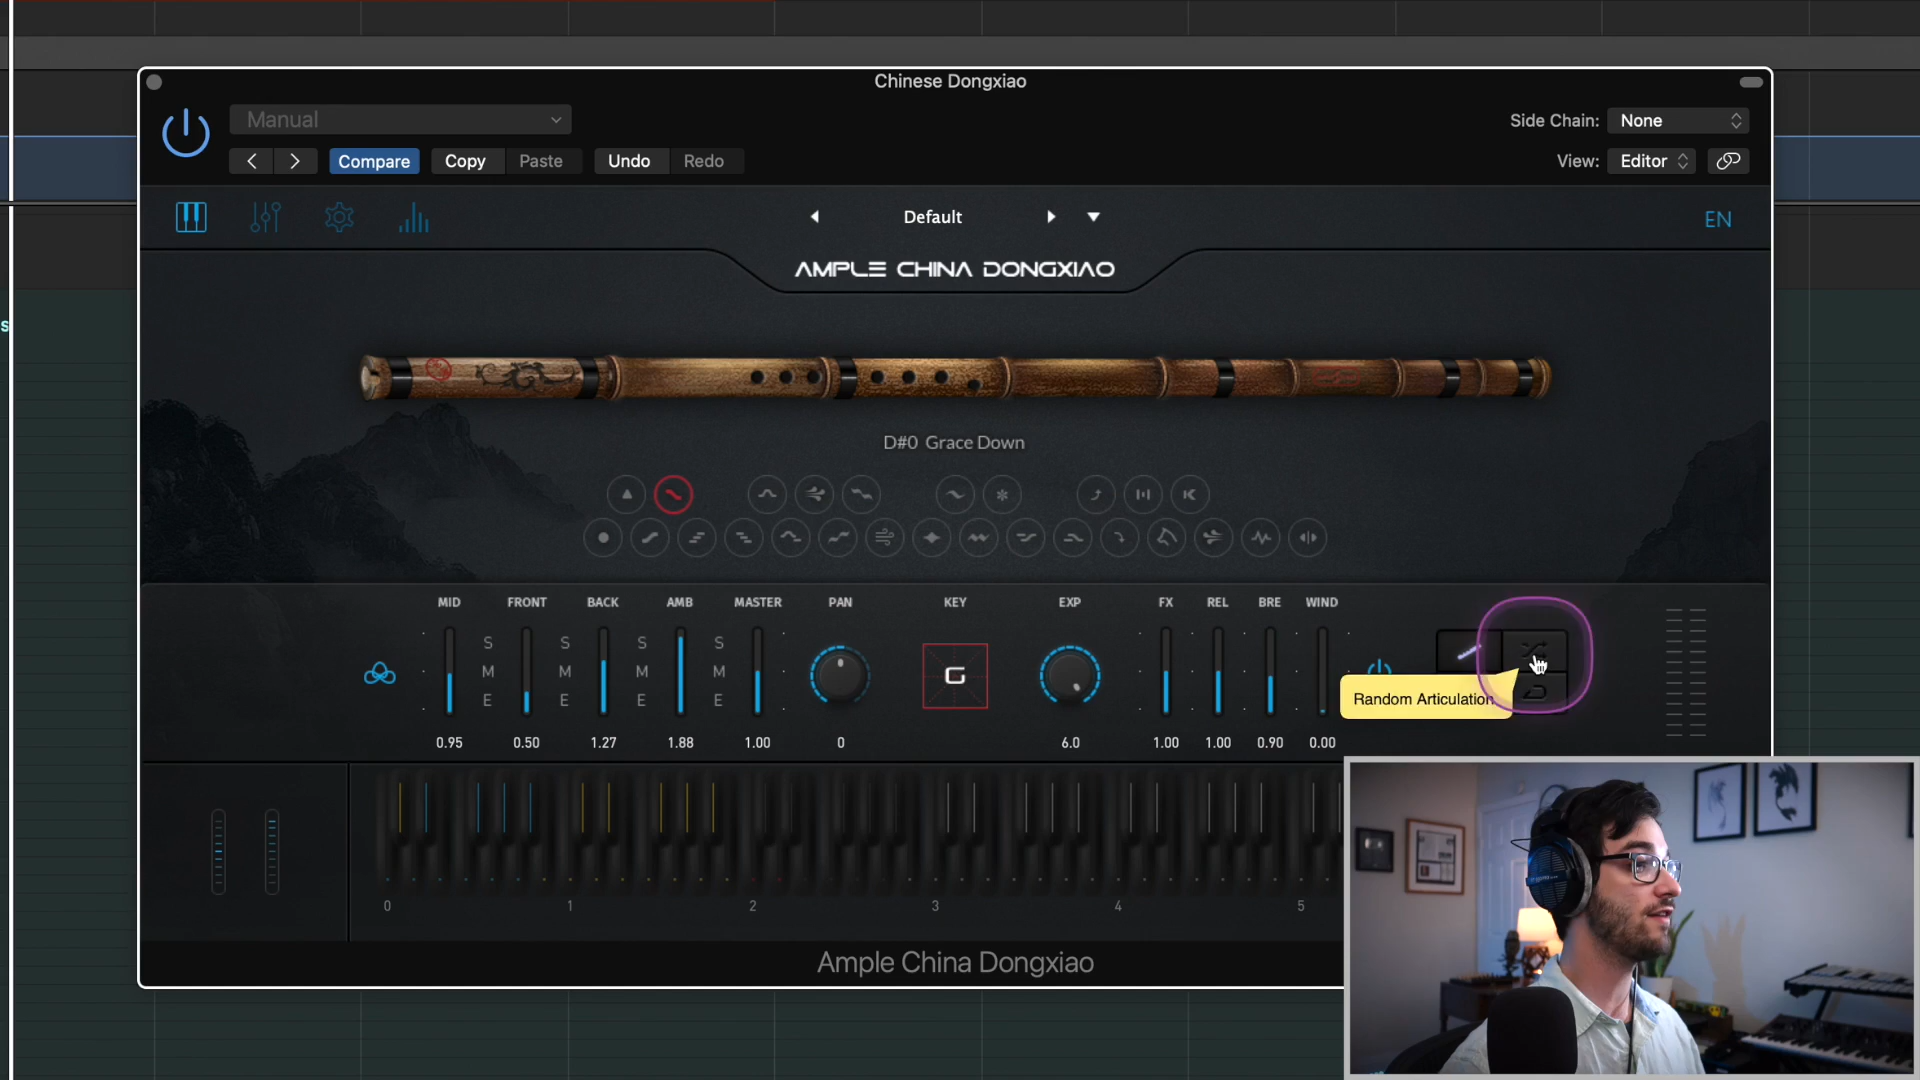 Chinese Dongxiao
Manual
Side Chain: None
Compare Copy Paste Undo Redo
View: Editor
Default
EN
AMPLE CHINA DONGXIAO
D#0 Grace Down
MID FRONT BACK AMB MASTER PAN KEY EXP FX REL BRE WIND
S S S S
M M M M
G
E E E E
Random Articulation
0.95 0.50 1.27 1.88 1.00 0 6.0 1.00 1.00 0.90 0.00
0 1 2 3 4 5
Ample China Dongxiao
s